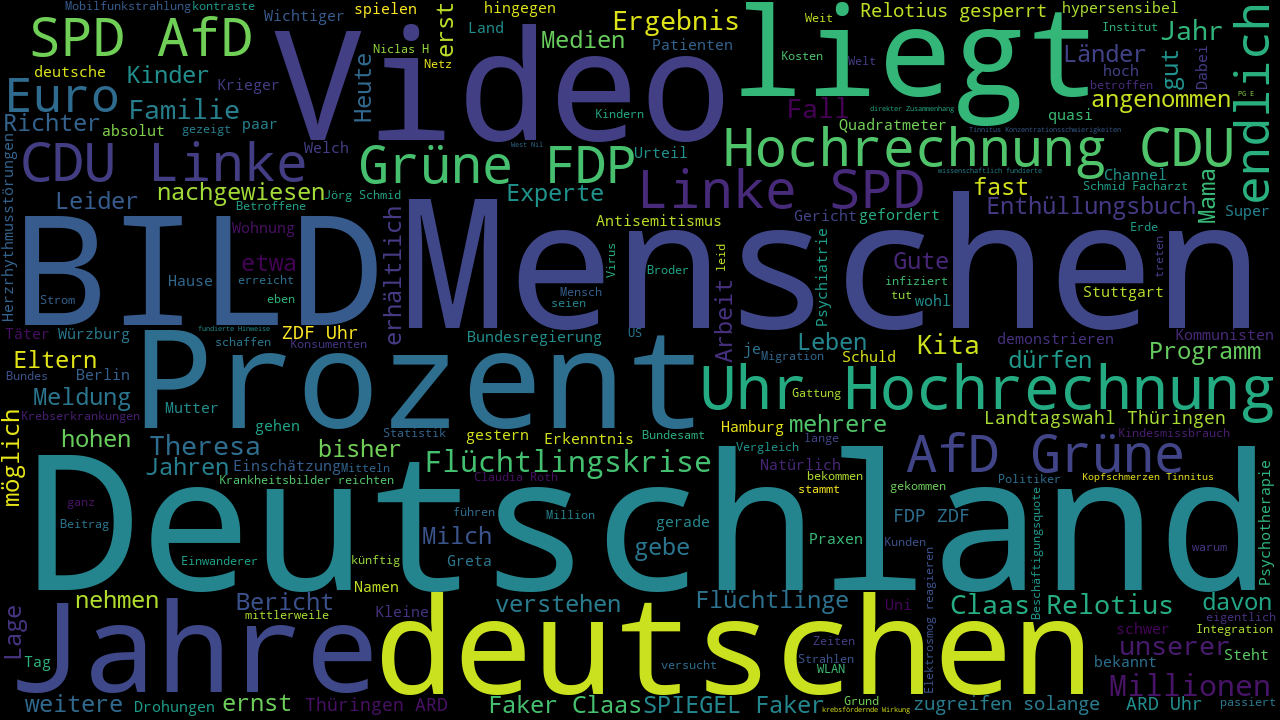 Mobilfunkstrahlung kontraste
Wichtiger
spielen
erst
hingegen
Ergebnis
liegt
Relotius gesperrt
hypersensibel
Institut
Jahr
endlich
SPD AfD
Video
Niclas H
Netz
Land
Medien
Patienten
Kosten
Weit
Welt
Länder
hoch
betroffen
gut
Dabei
PG E
deutsche
Kinder
Krieger
Heute
Euro
Familie
Kindern
Fall
direkter Zusammenhang
angenommen
quasi
Richter
absolut
gezeigt
paar
Quadratmeter
Tinnitus Konzentrationsschwierigkeiten
Herzrhythmusstörungen
CDU Linke
Welch
Grüne FDP
West Nil
Urteil
Hochrechnung CDU
wissenschaftlich fundierte
nachgewiesen
Jörg Schmid
Experte
Linke SPD
fast
Channel
Schmid Facharzt
Mama
Leider
Betroffene
Antisemitismus
Gericht
gefordert
Enthüllungsbuch
Super
BILD
Wohnung
erhältlich
Menschen
Erde
etwa
Virus
Broder
leid
Psychiatrie
Gute
treten
Strom
Hause
erreicht
eben
Mensch
seien
infiziert
tut
wohl
Stuttgart
Täter
Würzburg
fundierte Hinweise
schaffen
ZDF Uhr
Konsumenten
Bundesregierung
US
Arbeit
je
Migration
Leben
Schuld
Kita
demonstrieren
dürfen
Kommunisten
Programm
Eltern
Bundes
Berlin
Prozent
Meldung
Mutter
Uhr Hochrechnung
Gattung
Krebserkrankungen
möglich
hohen
gehen
Statistik
gestern
Erkenntnis
Bundesamt
Hamburg
mehrere
Landtagswahl Thüringen
Kindesmissbrauch
Theresa
bisher
Vergleich
lange
AfD Grüne
Jahren
Einschätzung
Mitteln
Flüchtlingskrise
Natürlich
Krankheitsbilder reichten
Claudia Roth
bekommen
stammt
gekommen
Politiker
Kopfschmerzen Tinnitus
Psychotherapie
Deutschland
ganz
Beitrag
führen
Million
gerade
FDP ZDF
Beschäftigungsquote
Milch
Praxen
Kunden
warum
Einwanderer
künftig
Greta
gebe
Elektrosmog reagieren
Namen
nehmen
Bericht
mittlerweile
Kleine
verstehen
Flüchtlinge
Uni
Claas Relotius
davon
eigentlich
Lage
Jahre
deutschen
Zeiten
Strahlen
WLAN
schwer
Integration
unserer
Steht
Tag
versucht
bekannt
Millionen
weitere
Drohungen
ernst
Thüringen ARD
Faker Claas
SPIEGEL Faker
Grund
krebsfördernde Wirkung
zugreifen solange
ARD Uhr
passiert